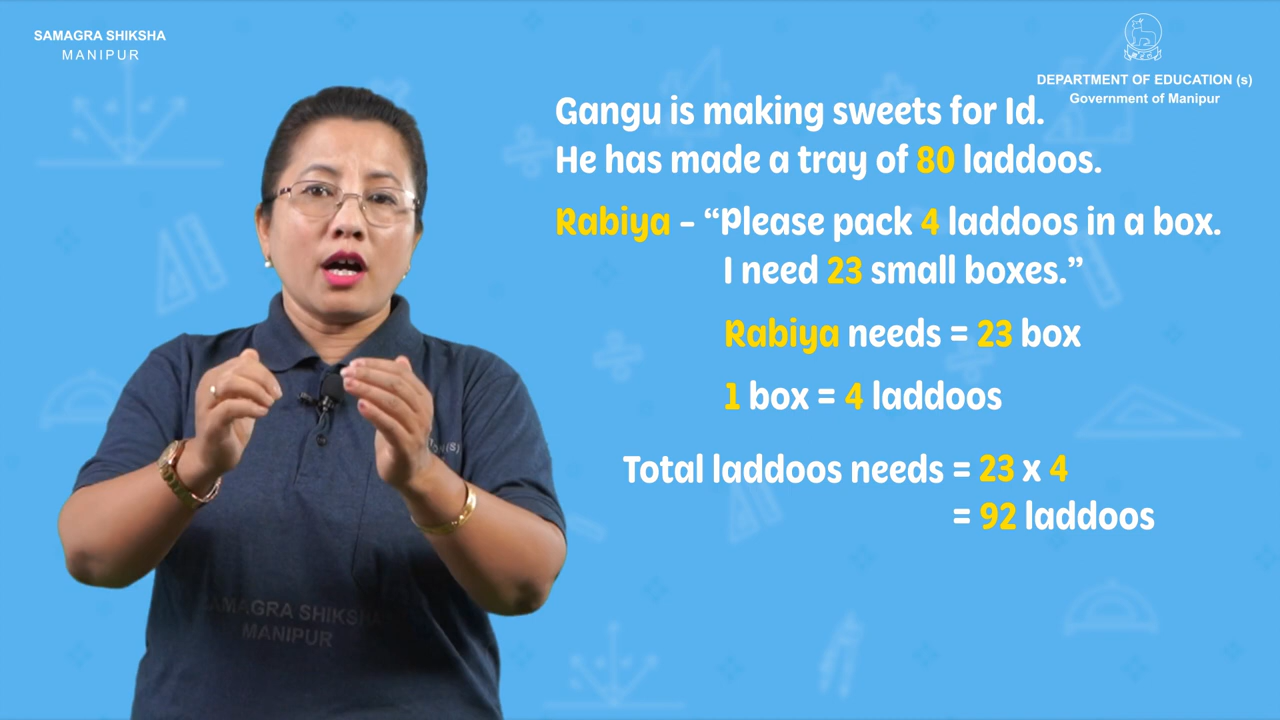 SAMAGRA SHIKSHA
MANIPUR
DEPARTMENT OF EDUCATION (s)
Government of Manipur
Gangu is making sweets for Id.
He has made a tray of 80 laddoos.
Rabiya – “Please pack 4 laddoos in a box.
I need 23 small boxes.”
Rabiya needs = 23 box
1 box = 4 laddoos
Total laddoos needs = 23 x 4
= 92 laddoos
SAMAGRA SHIKSHA
MANIPUR